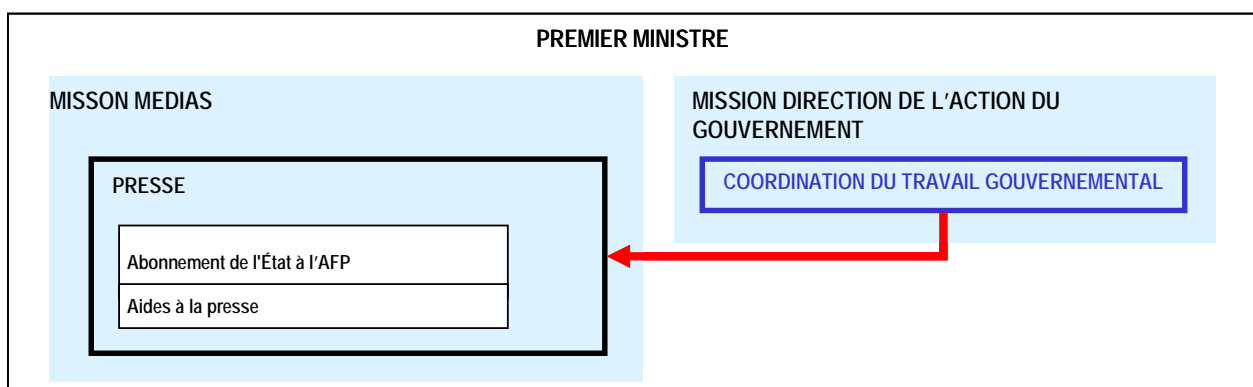 PREMIER MINISTRE
MISSON MEDIAS
PRESSE
Abonnement de l'État à l’AFP
Aides à la presse
MISSION DIRECTION DE L’ACTION DU
GOUVERNEMENT
COORDINATION DU TRAVAIL GOUVERNEMENTAL